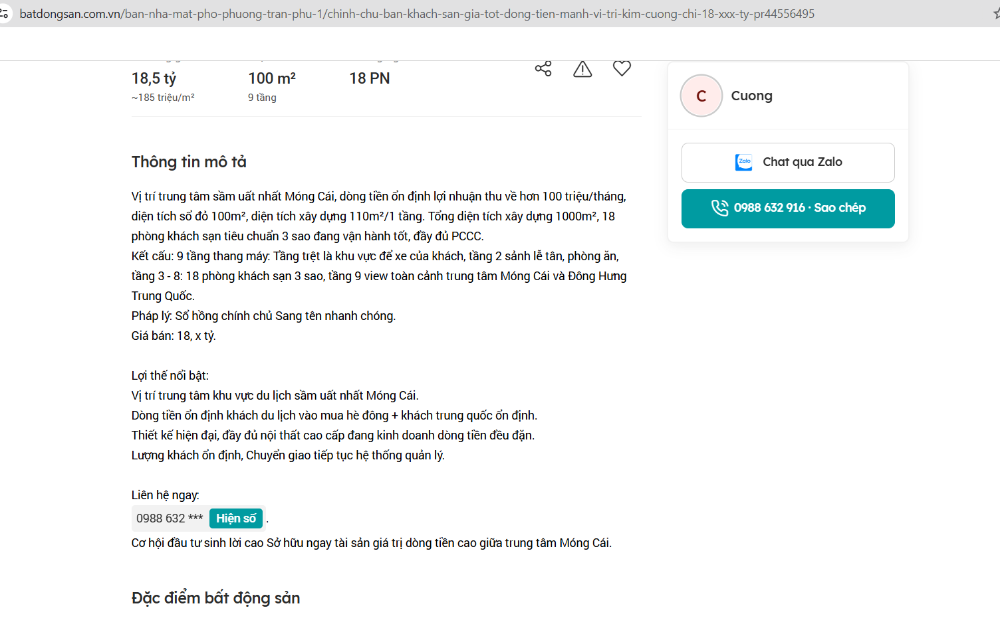 batdongsan.com.vn/ban-nha-mat-pho-phuong-tran-phu-1/chinh-chu-ban-khach-san-gia-tot-dong-tien-manh-vi-tri-kim-cuong-chi-18-xxx-ty-pr44556495
18,5 tỷ
100 m²
18 PN
~185 triệu/m²
9 tầng
C
Cuong
Zalo
Chat qua Zalo
0988 632 916 · Sao chép
Thông tin mô tả
Vị trí trung tâm sầm uất nhất Móng Cái, dòng tiền ổn định lợi nhuận thu về hơn 100 triệu/tháng,
diện tích sổ đỏ 100m², diện tích xây dựng 110m²/1 tầng. Tổng diện tích xây dựng 1000m², 18
phòng khách sạn tiêu chuẩn 3 sao đang vận hành tốt, đầy đủ PCCC.
Kết cấu: 9 tầng thang máy: Tầng trệt là khu vực để xe của khách, tầng 2 sảnh lễ tân, phòng ăn,
tầng 3 - 8: 18 phòng khách sạn 3 sao, tầng 9 view toàn cảnh trung tâm Móng Cái và Đông Hưng
Trung Quốc.
Pháp lý: Sổ hồng chính chủ Sang tên nhanh chóng.
Giá bán: 18, x tỷ.
Lợi thế nổi bật:
Vị trí trung tâm khu vực du lịch sầm uất nhất Móng Cái.
Dòng tiền ổn định khách du lịch vào mua hè đông + khách trung quốc ổn định.
Thiết kế hiện đại, đầy đủ nội thất cao cấp đang kinh doanh dòng tiền đều đặn.
Lượng khách ổn định, Chuyển giao tiếp tục hệ thống quản lý.
Liên hệ ngay:
0988 632 *** Hiện số .
Cơ hội đầu tư sinh lời cao Sở hữu ngay tài sản giá trị dòng tiền cao giữa trung tâm Móng Cái.
Đặc điểm bất động sản